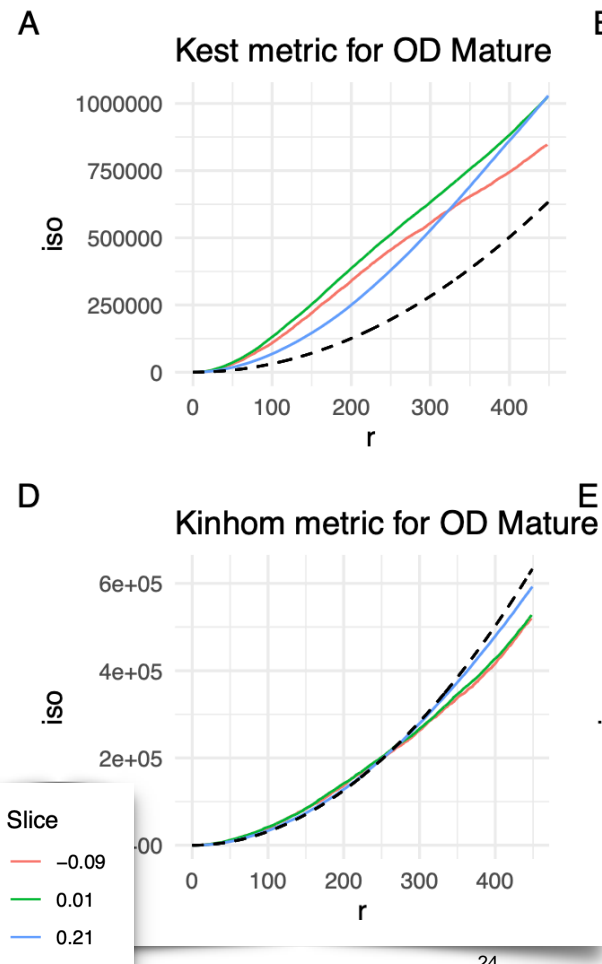 A
E
Kest metric for OD Mature
1000000
750000
500000
250000
0
iso
0 100 200 300 400
r
D
E
Kinhom metric for OD Mature
6e+05
4e+05
2e+05
+00
iso
0 100 200 300 400
r
Slice
−0.09
0.01
0.21
24